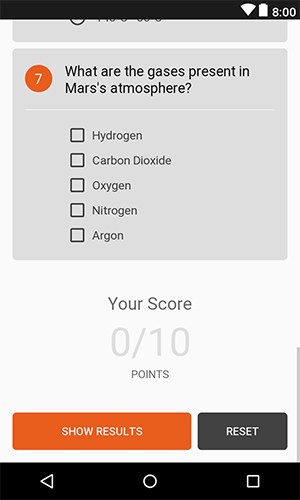 8:00
7
What are the gases present in
Mars's atmosphere?
Hydrogen
Carbon Dioxide
Oxygen
Nitrogen
Argon
Your Score
0/10
POINTS
SHOW RESULTS
RESET